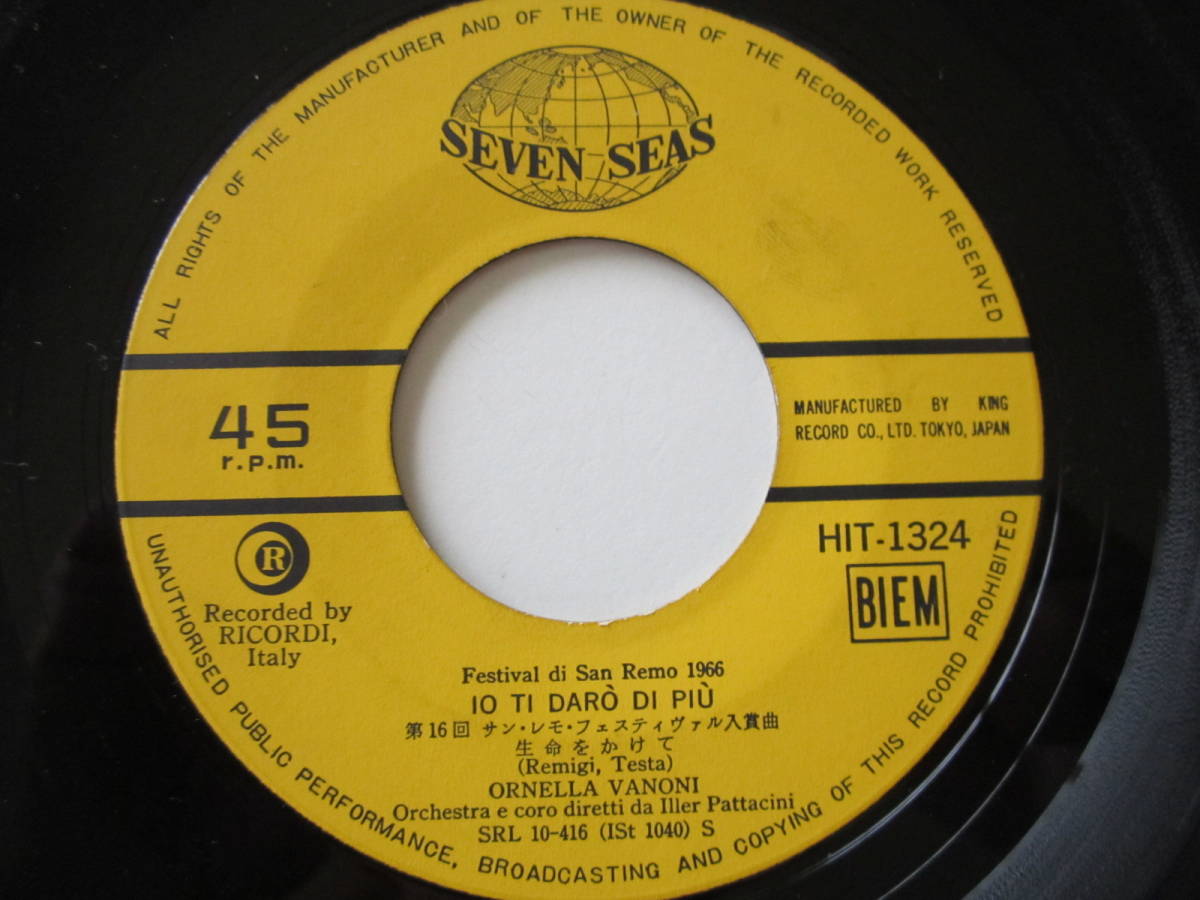 ALL RIGHTS OF THE MANUFACTURER AND OF THE OWNER OF THE RECORDED WORK RESERVED
SEVEN SEAS
45
r.p.m.
MANUFACTURED BY KING
RECORD CO., LTD. TOKYO, JAPAN
R
Recorded by
RICORDI,
Italy
HIT-1324
BIEM
Festival di San Remo 1966
IO TI DARÒ DI PIÙ
第16回 サン・レモ・フェスティヴァル入賞曲
生命をかけて
(Remigi, Testa)
ORNELLA VANONI
Orchestra e coro diretti da Iller Pattacini
SRL 10-416 (ISt 1040) S
UNAUTHORISED PUBLIC PERFORMANCE, BROADCASTING AND COPYING OF THIS RECORD PROHIBITED